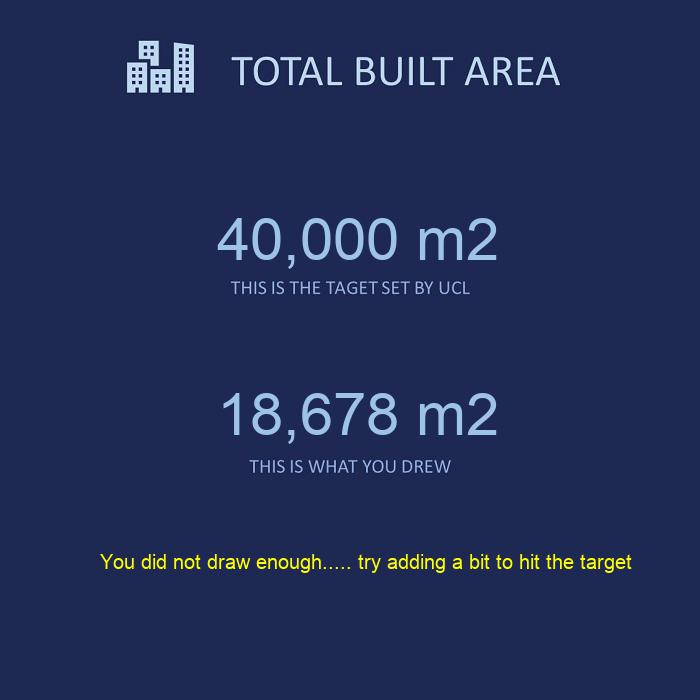 TOTAL BUILT AREA
40,000 m2
THIS IS THE TAGET SET BY UCL
18,678 m2
THIS IS WHAT YOU DREW
You did not draw enough..... try adding a bit to hit the target